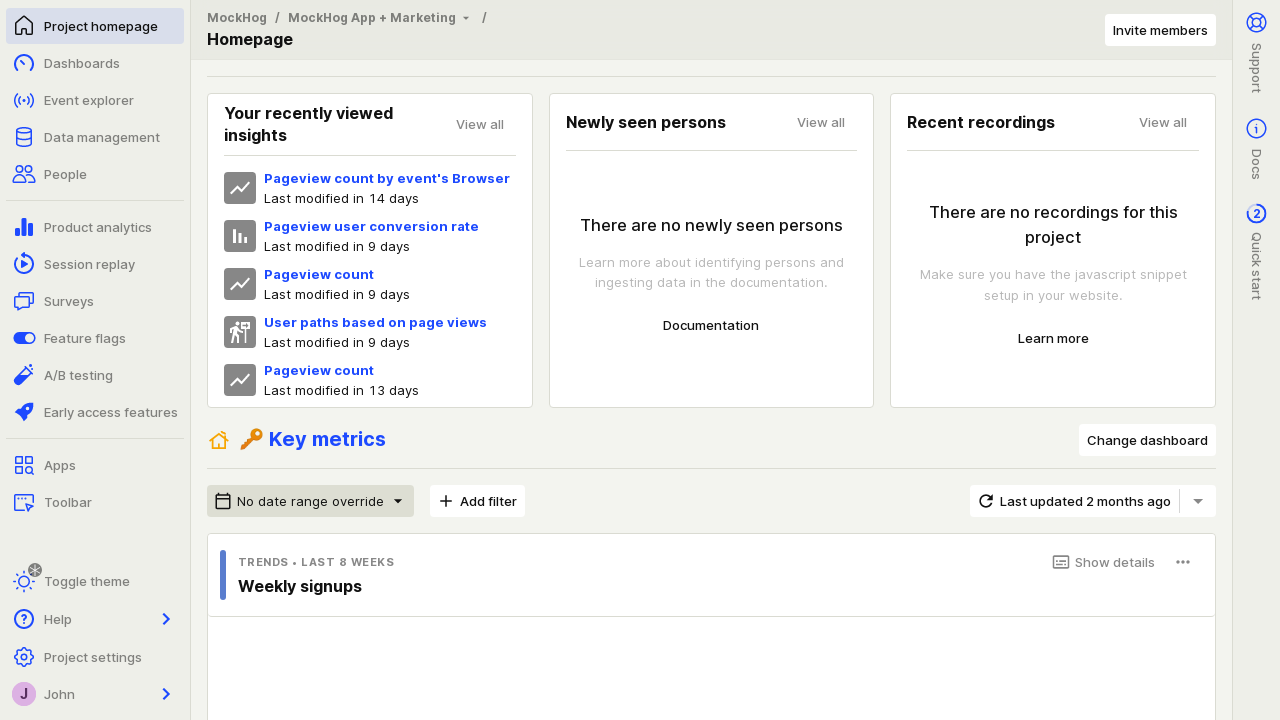 Project homepage
Dashboards
Event explorer
Data management
People
Product analytics
Session replay
Surveys
Feature flags
A/B testing
Early access features
Apps
Toolbar
Toggle theme
Help
Project settings
J John
MockHog / MockHog App + Marketing /
Homepage
Invite members
Your recently viewed
insights
View all
Pageview count by event's Browser
Last modified in 14 days
Pageview user conversion rate
Last modified in 9 days
Pageview count
Last modified in 9 days
User paths based on page views
Last modified in 9 days
Pageview count
Last modified in 13 days
Newly seen persons
View all
There are no newly seen persons
Learn more about identifying persons and
ingesting data in the documentation.
Documentation
Recent recordings
View all
There are no recordings for this
project
Make sure you have the javascript snippet
setup in your website.
Learn more
🔑 Key metrics
Change dashboard
No date range override
Add filter
Last updated 2 months ago
TRENDS • LAST 8 WEEKS
Show details
Weekly signups
Support
Docs
2
Quick start